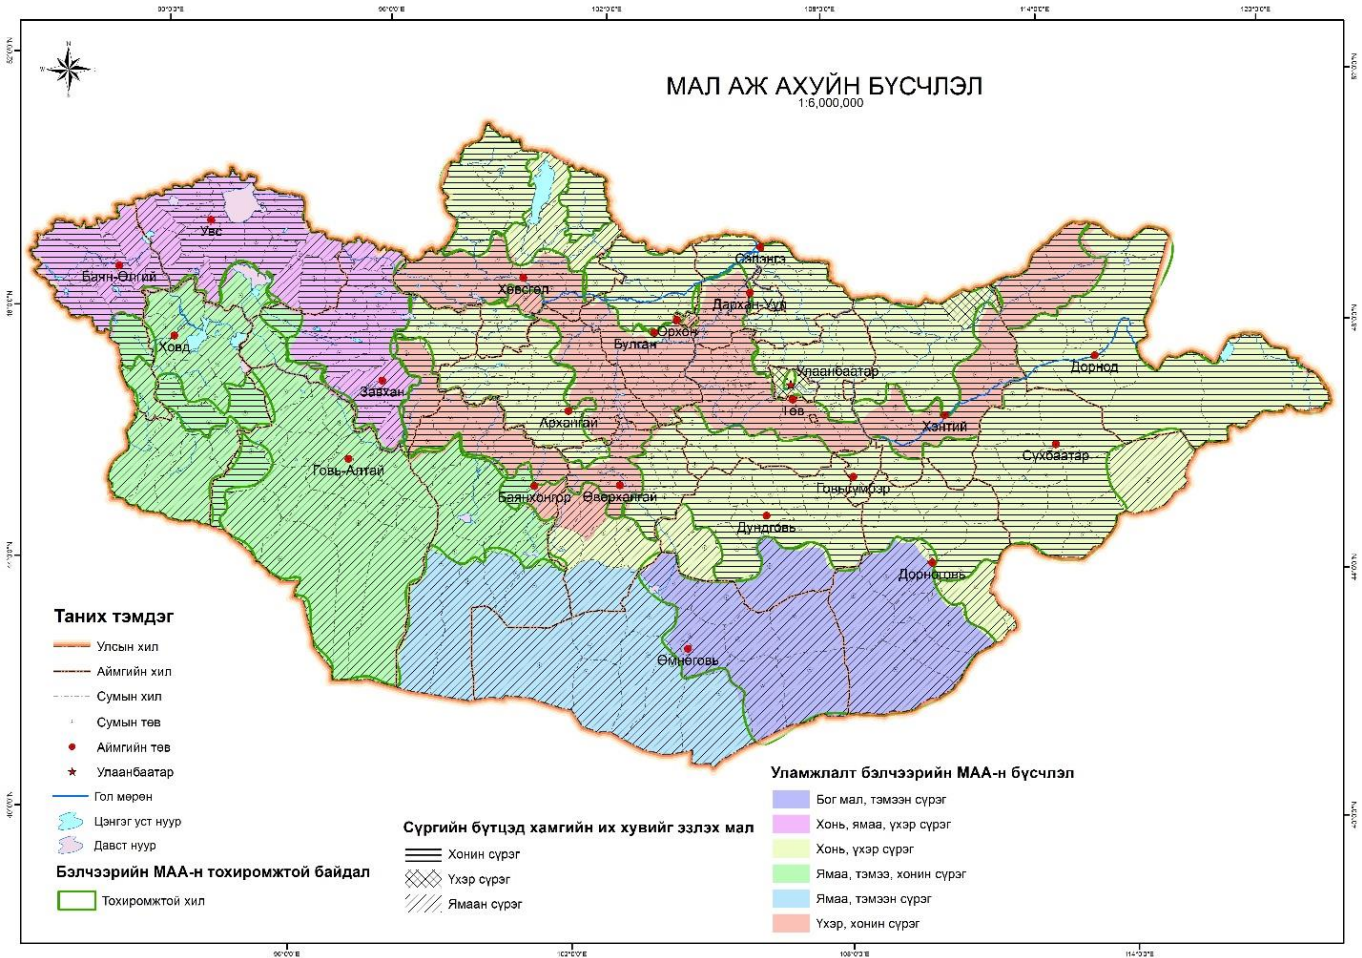 МАЛ АЖ АХУЙН БҮСЧЛЭЛ
1:6,000,000
Увс
Баян-Өлгий
Ховд
Завхан
Говь-Алтай
Хөвсгөл
Сэлэнгэ
Дархан-Уул
Орхон
Булган
Улаанбаатар
Төв
Архангай
Хэнтий
Дорнод
Сүхбаатар
Баянхонгор
Өвөрхангай
Говьсүмбэр
Дундговь
Дорноговь
Өмнөговь
Таних тэмдэг
Улсын хил
Аймгийн хил
Сумын хил
Сумын төв
Аймгийн төв
Улаанбаатар
Гол мөрөн
Цэнгэг уст нуур
Давст нуур
Бэлчээрийн МАА-н тохиромжтой байдал
Тохиромжтой хил
Сүргийн бүтцэд хамгийн их хувийг эзлэх мал
Хонин сүрэг
Үхэр сүрэг
Ямаан сүрэг
Уламжлалт бэлчээрийн МАА-н бүсчлэл
Бог мал, тэмээн сүрэг
Хонь, ямаа, үхэр сүрэг
Хонь, үхэр сүрэг
Ямаа, тэмээ, хонин сүрэг
Ямаа, тэмээн сүрэг
Үхэр, хонин сүрэг